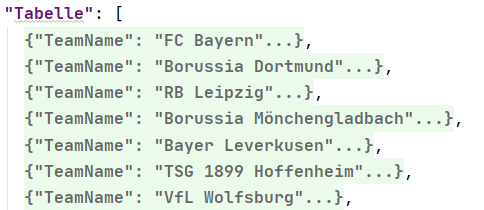 "Tabelle": [
{"TeamName": "FC Bayern"...},
{"TeamName": "Borussia Dortmund"...},
{"TeamName": "RB Leipzig"...},
{"TeamName": "Borussia Mönchengladbach"...},
{"TeamName": "Bayer Leverkusen"...},
{"TeamName": "TSG 1899 Hoffenheim"...},
{"TeamName": "VfL Wolfsburg"...},